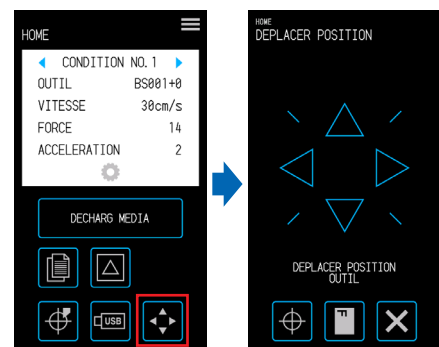 HOME
CONDITION NO.1
OUTIL BS001+0
VITESSE 30cm/s
FORCE 14
ACCELERATION 2
DECHARG MEDIA
USB
HOME
DEPLACER POSITION
DEPLACER POSITION
OUTIL